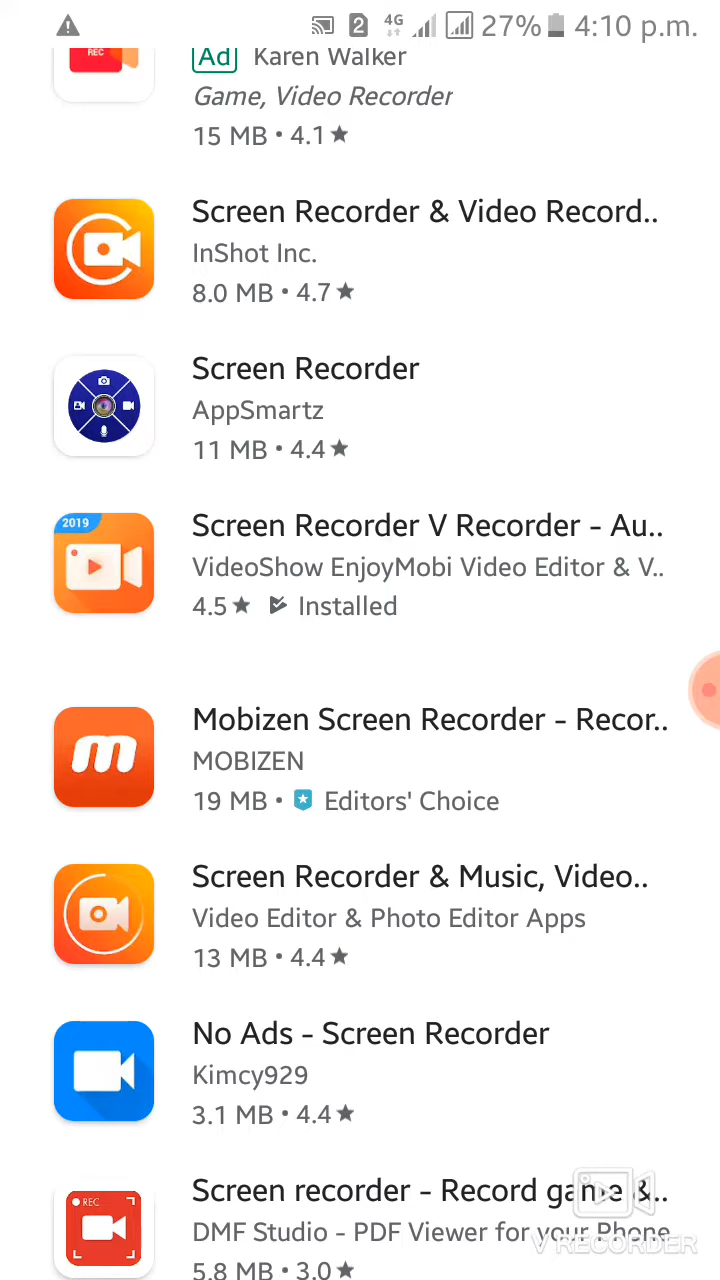 2 4G 27% 4:10 p.m.
REC
Ad Karen Walker
Game, Video Recorder
15 MB • 4.1 ★
Screen Recorder & Video Record..
InShot Inc.
8.0 MB • 4.7 ★
Screen Recorder
AppSmartz
11 MB • 4.4 ★
2019
Screen Recorder V Recorder - Au..
VideoShow EnjoyMobi Video Editor & V..
4.5 ★ Installed
m
Mobizen Screen Recorder - Recor..
MOBIZEN
19 MB • Editors' Choice
Screen Recorder & Music, Video..
Video Editor & Photo Editor Apps
13 MB • 4.4 ★
No Ads - Screen Recorder
Kimcy929
3.1 MB • 4.4 ★
REC
Screen recorder - Record game &..
DMF Studio - PDF Viewer for your Phone
V RECORDER
5.8 MB • 3.0 ★